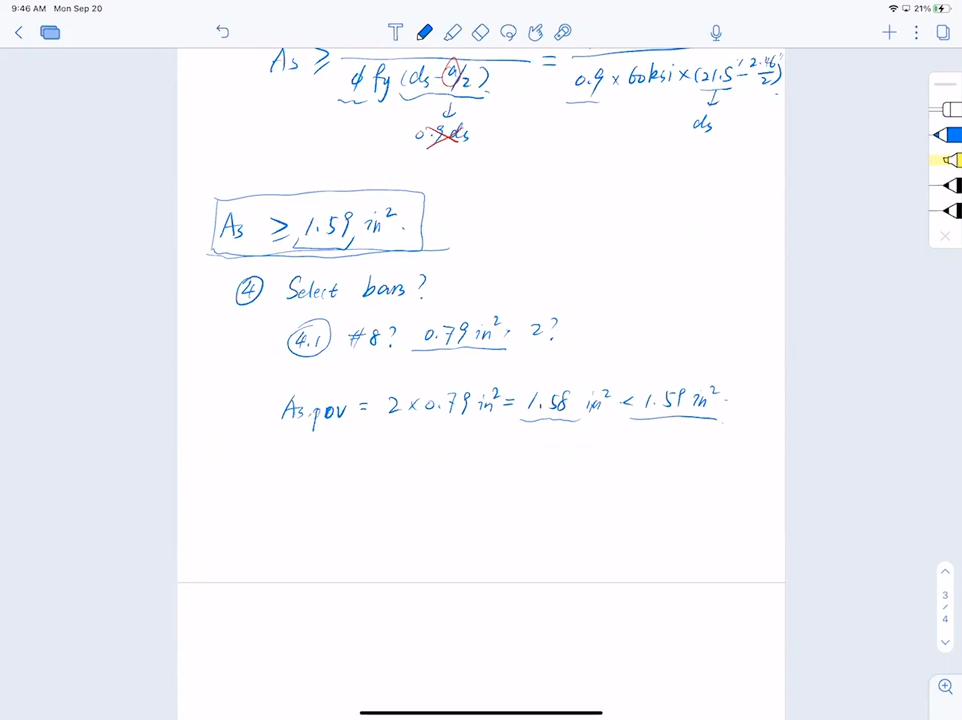 9:46 AM Mon Sep 20
21%
T
As ≥ / ϕ fy (ds - a/2) = / 0.9 × 60ksi × (21.5" - 2.46"/2)
0.9ds
ds
As ≥ 1.59 in².
④ Select bars?
4.1 #8? 0.79 in². 2?
As.pov = 2 × 0.79 in² = 1.58 in² < 1.59 in².
3
/
4